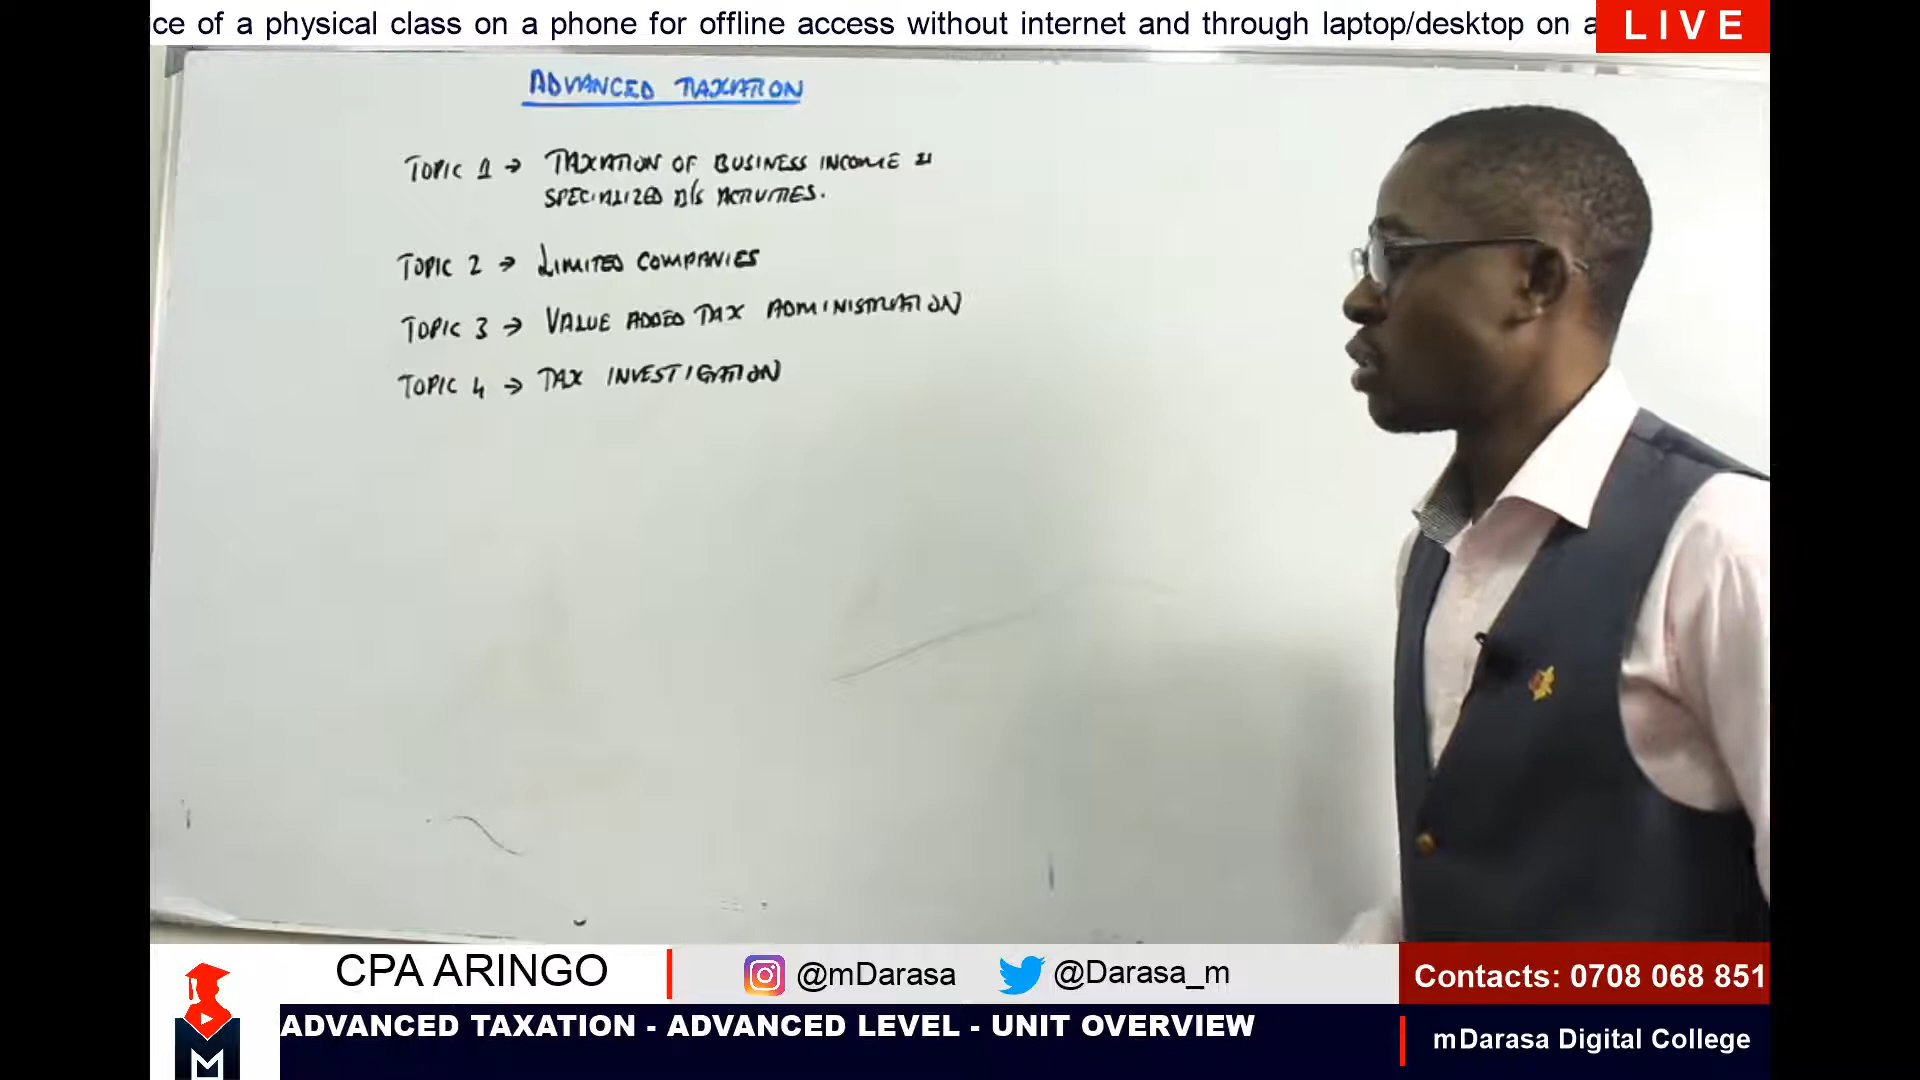 ce of a physical class on a phone for offline access without internet and through laptop/desktop on a
LIVE
ADVANCED TAXATION
TOPIC 1 → TAXATION OF BUSINESS INCOME &
SPECIALIZED B/S ACTIVITIES.
TOPIC 2 → LIMITED COMPANIES
TOPIC 3 → VALUE ADDED TAX ADMINISTRATION
TOPIC 4 → TAX INVESTIGATION
CPA ARINGO
@mDarasa
@Darasa_m
Contacts: 0708 068 851
M
ADVANCED TAXATION - ADVANCED LEVEL - UNIT OVERVIEW
mDarasa Digital College